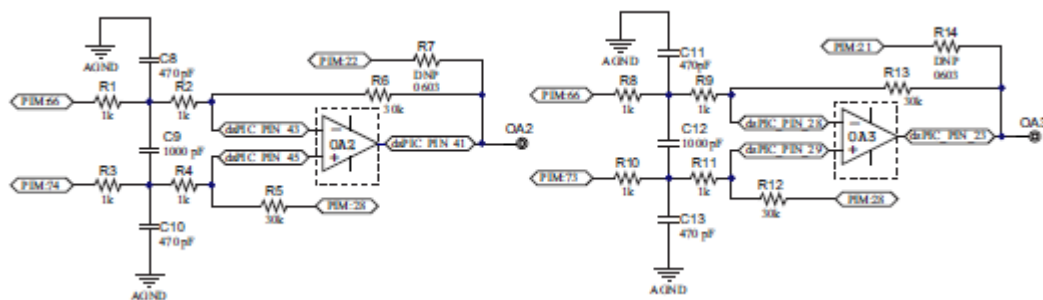 AGND
C8
470 pF
PIM:22
R7
DNP
0603
PIM:66
R1
1k
R2
1k
R6
30k
C9
1000 pF
dsPIC_PIN_43
dsPIC_PIN_45
OA2
dsPIC_PIN_41
OA2
PIM:74
R3
1k
R4
1k
R5
30k
PIM:28
C10
470 pF
AGND
AGND
C11
470pF
PIM:21
R14
DNP
0603
PIM:66
R8
1k
R9
1k
R13
30k
C12
1000 pF
dsPIC_PIN_28
dsPIC_PIN_29
OA3
dsPIC_PIN_23
OA3
PIM:73
R10
1k
R11
1k
R12
30k
PIM:28
C13
470 pF
AGND